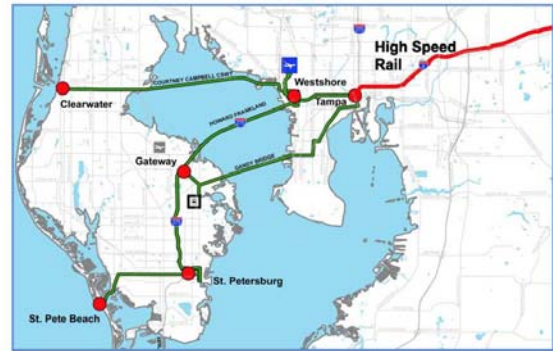 High Speed
Rail
COURTNEY CAMPBELL CSWY
Westshore
Clearwater
Tampa
HOWARD FRANKLAND
Gateway
GANDY BRIDGE
St. Petersburg
St. Pete Beach